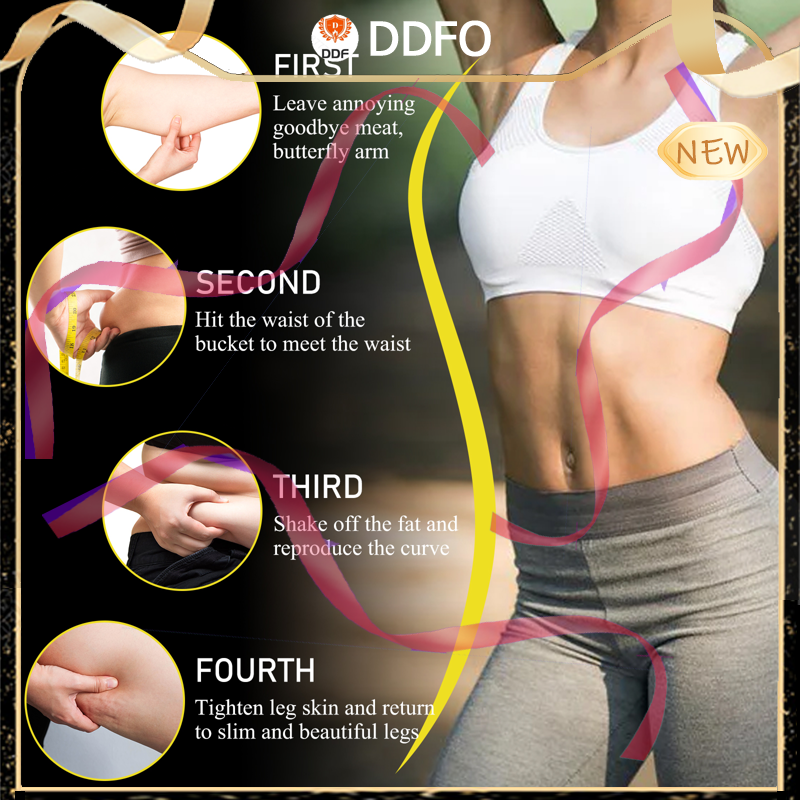 DDFO
DDF
FIRST
Leave annoying
goodbye meat,
butterfly arm
NEW
SECOND
Hit the waist of the
bucket to meet the waist
THIRD
Shake off the fat and
reproduce the curve
FOURTH
Tighten leg skin and return
to slim and beautiful legs